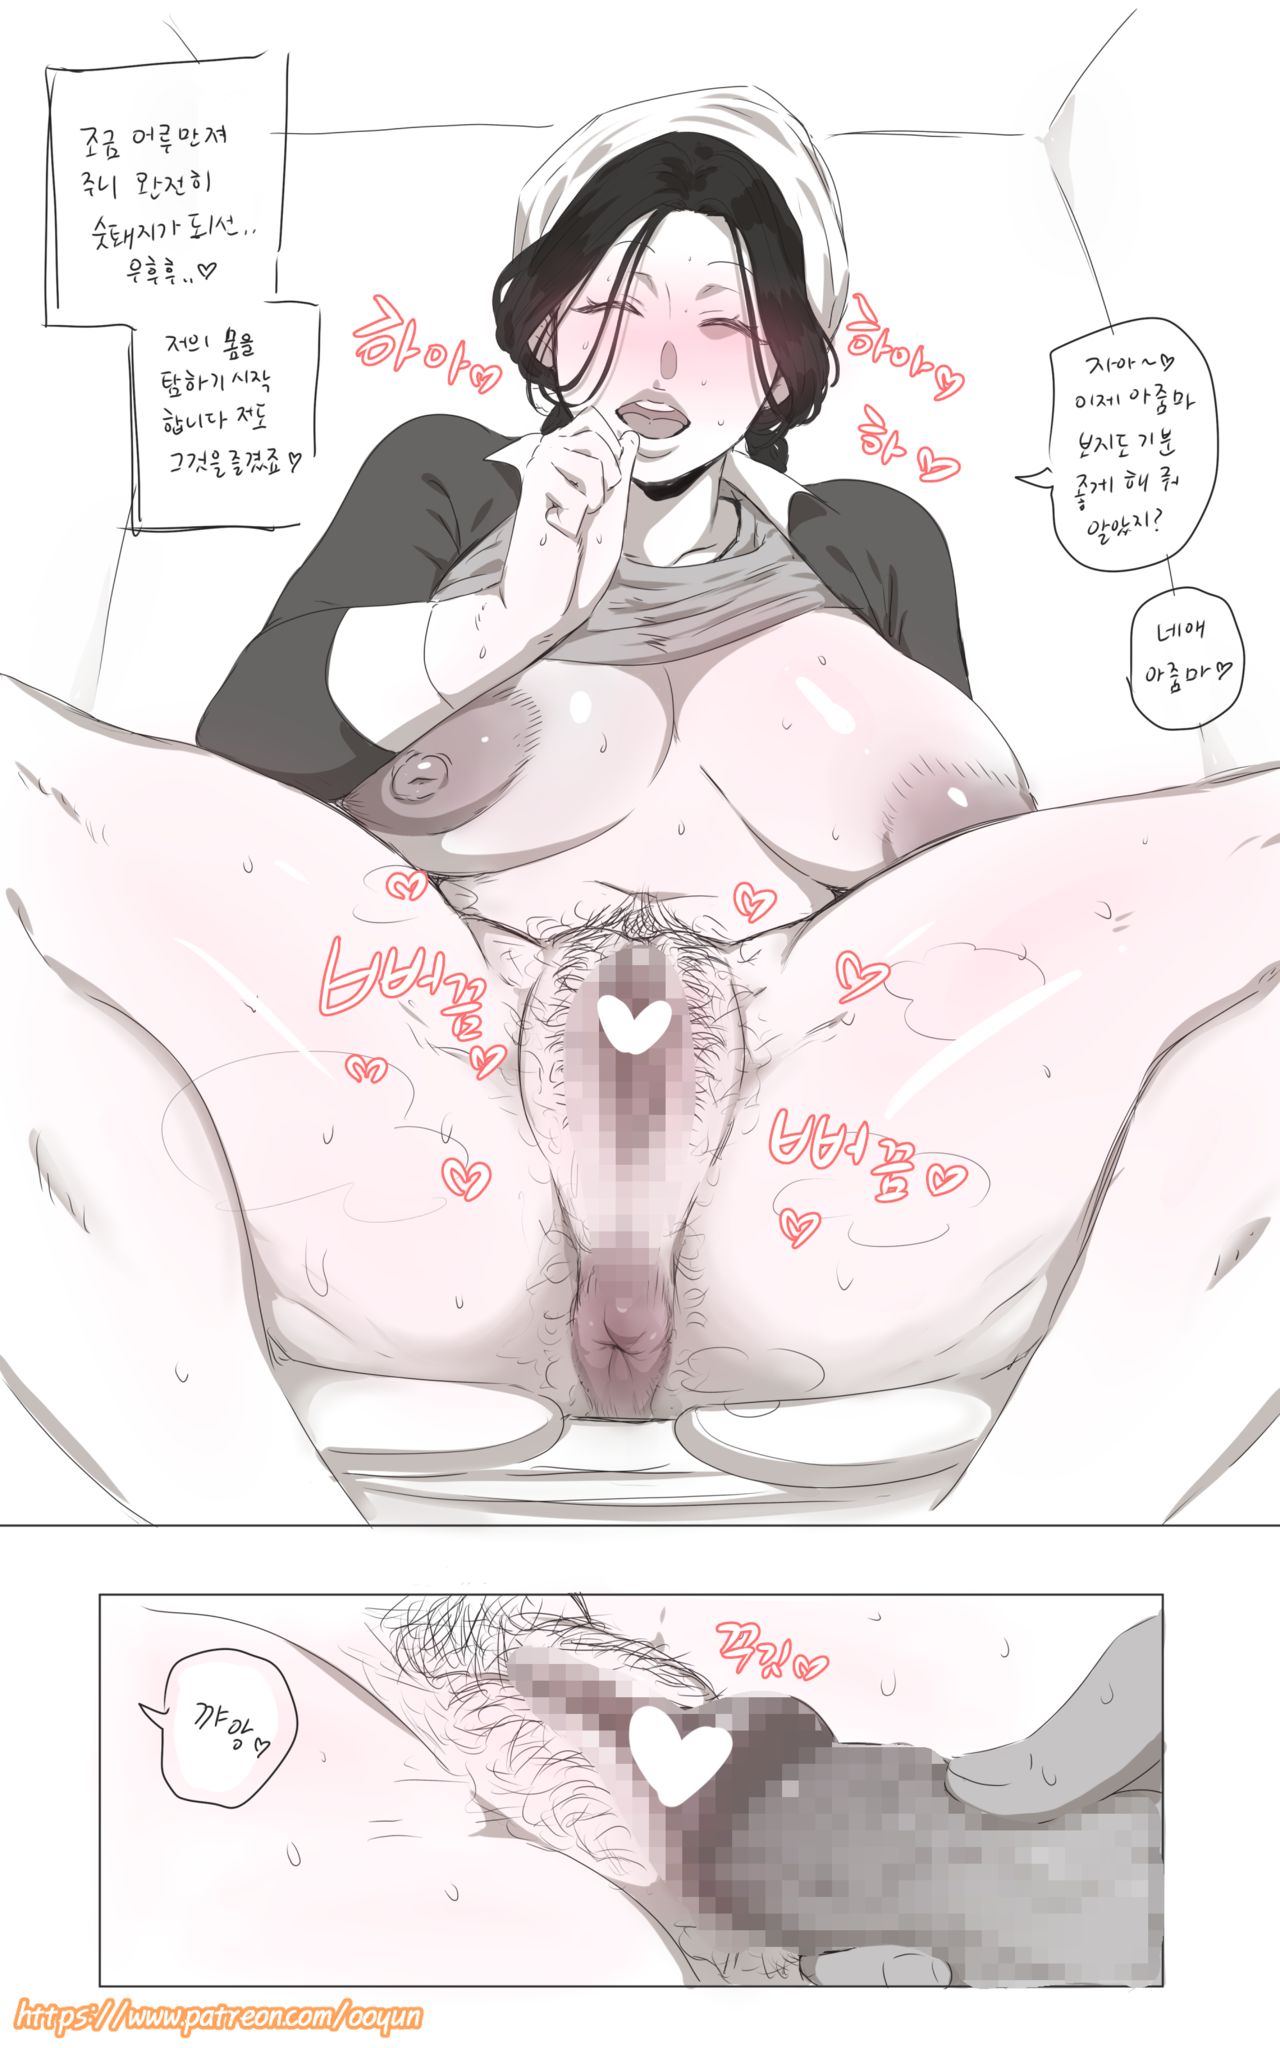 조금 어루만져
주니 완전히
숫돼지가 되선..
우후후..♡
저의 몸을
탐하기 시작
합니다 저도
그것을 즐겼죠♡
하아♡
하아♡
하♡
자아~♡
이제 아줌마
보지도 기분
좋게 해 줘
알았지?
네애
아줌마♡
뻐끔
뻐끔♡
꺄앙♡
https://www.patreon.com/ooyun